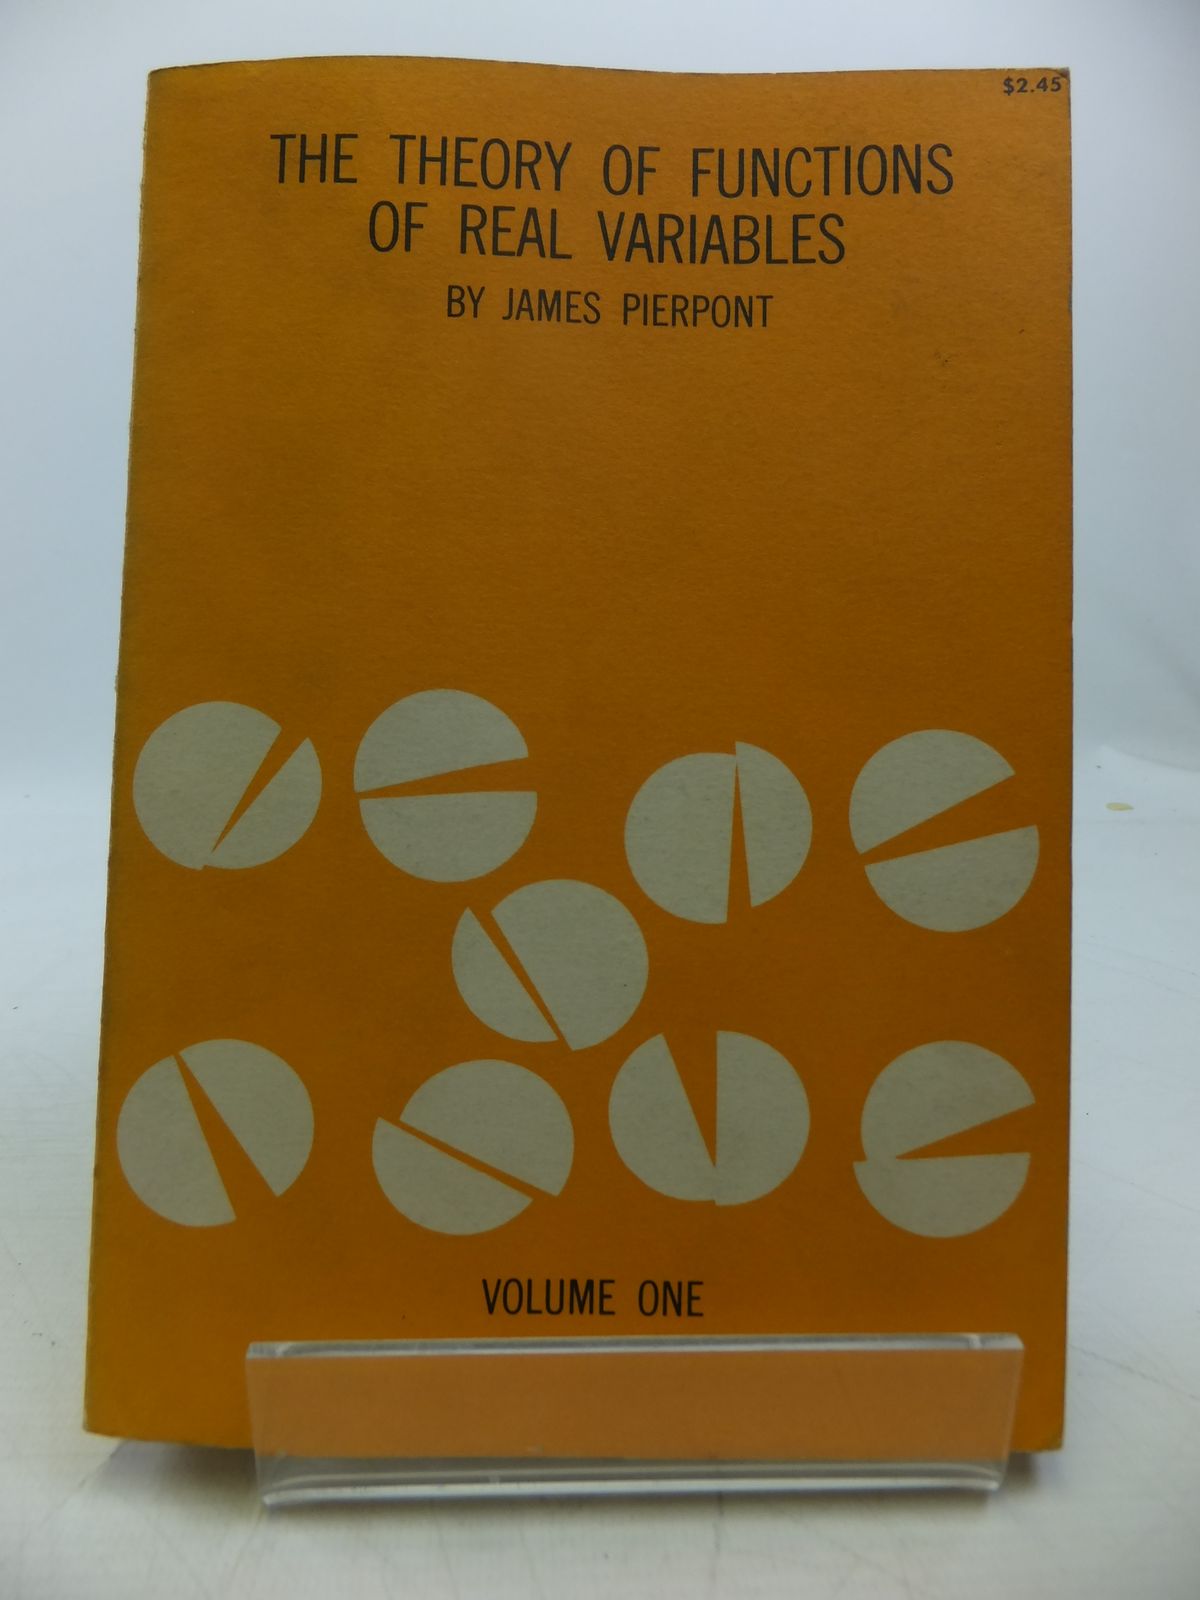 $2.45
THE THEORY OF FUNCTIONS
OF REAL VARIABLES
BY JAMES PIERPONT
VOLUME ONE